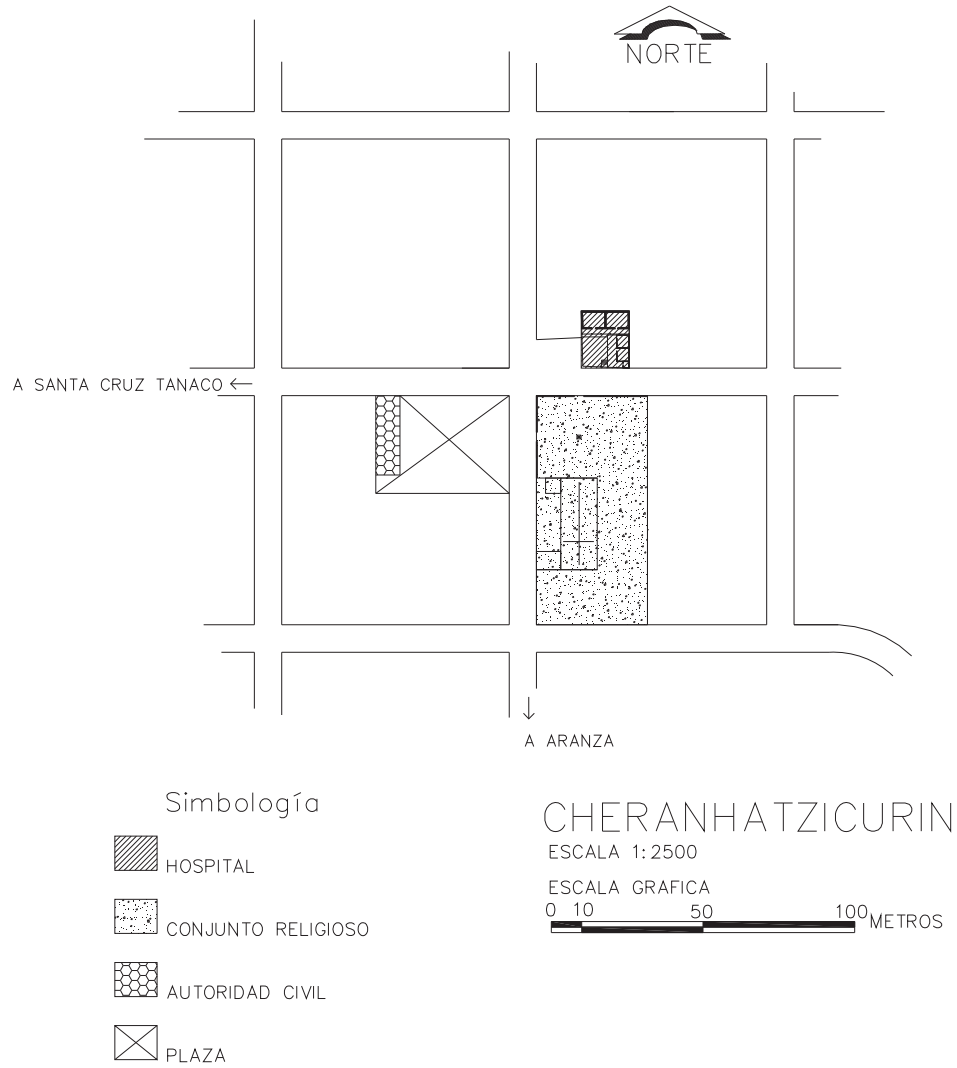 NORTE
A SANTA CRUZ TANACO
A ARANZA
Simbología
HOSPITAL
CONJUNTO RELIGIOSO
AUTORIDAD CIVIL
PLAZA
CHERANHATZICURIN
ESCALA 1:2500
ESCALA GRAFICA
0 10 50 100 METROS